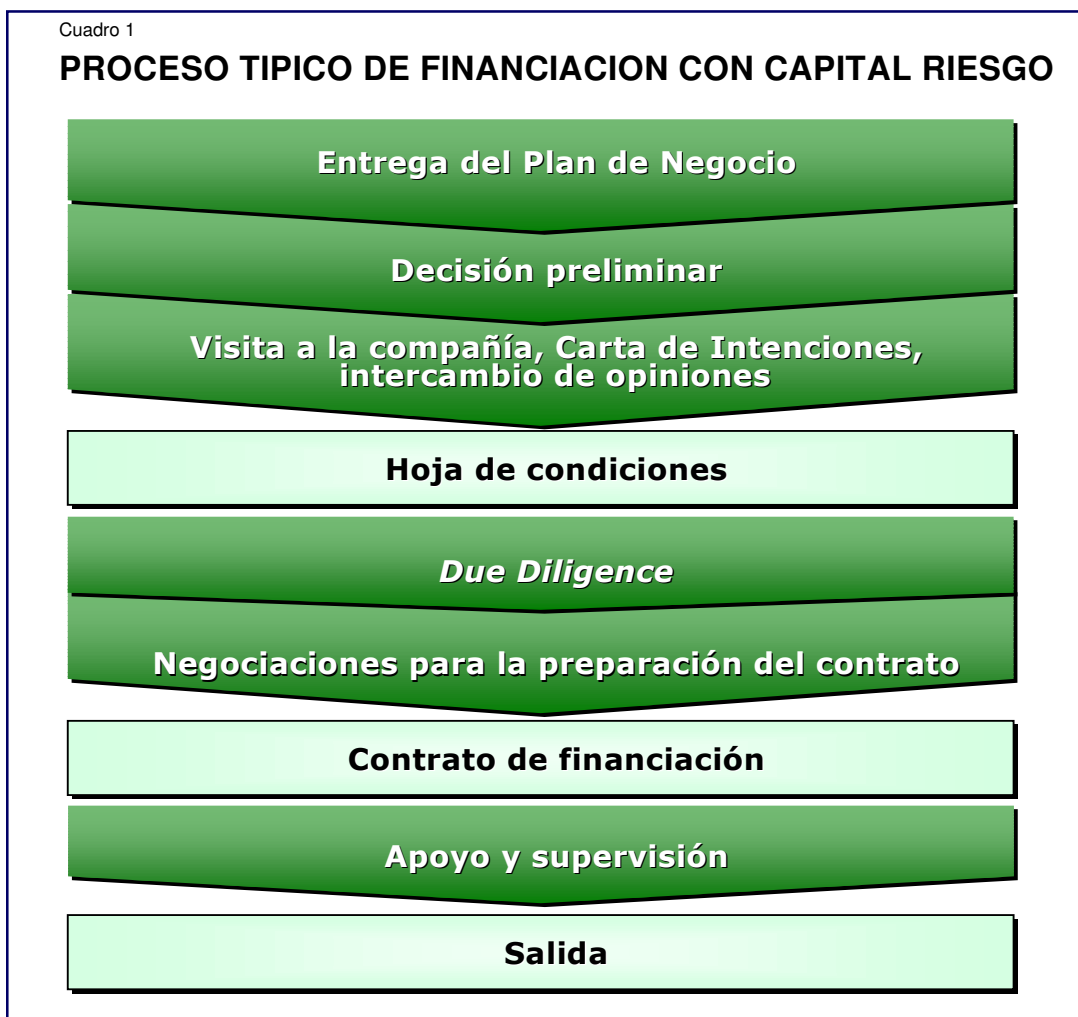 Cuadro 1
PROCESO TIPICO DE FINANCIACION CON CAPITAL RIESGO
Entrega del Plan de Negocio
Decisión preliminar
Visita a la compañía, Carta de Intenciones,
intercambio de opiniones
Hoja de condiciones
Due Diligence
Negociaciones para la preparación del contrato
Contrato de financiación
Apoyo y supervisión
Salida